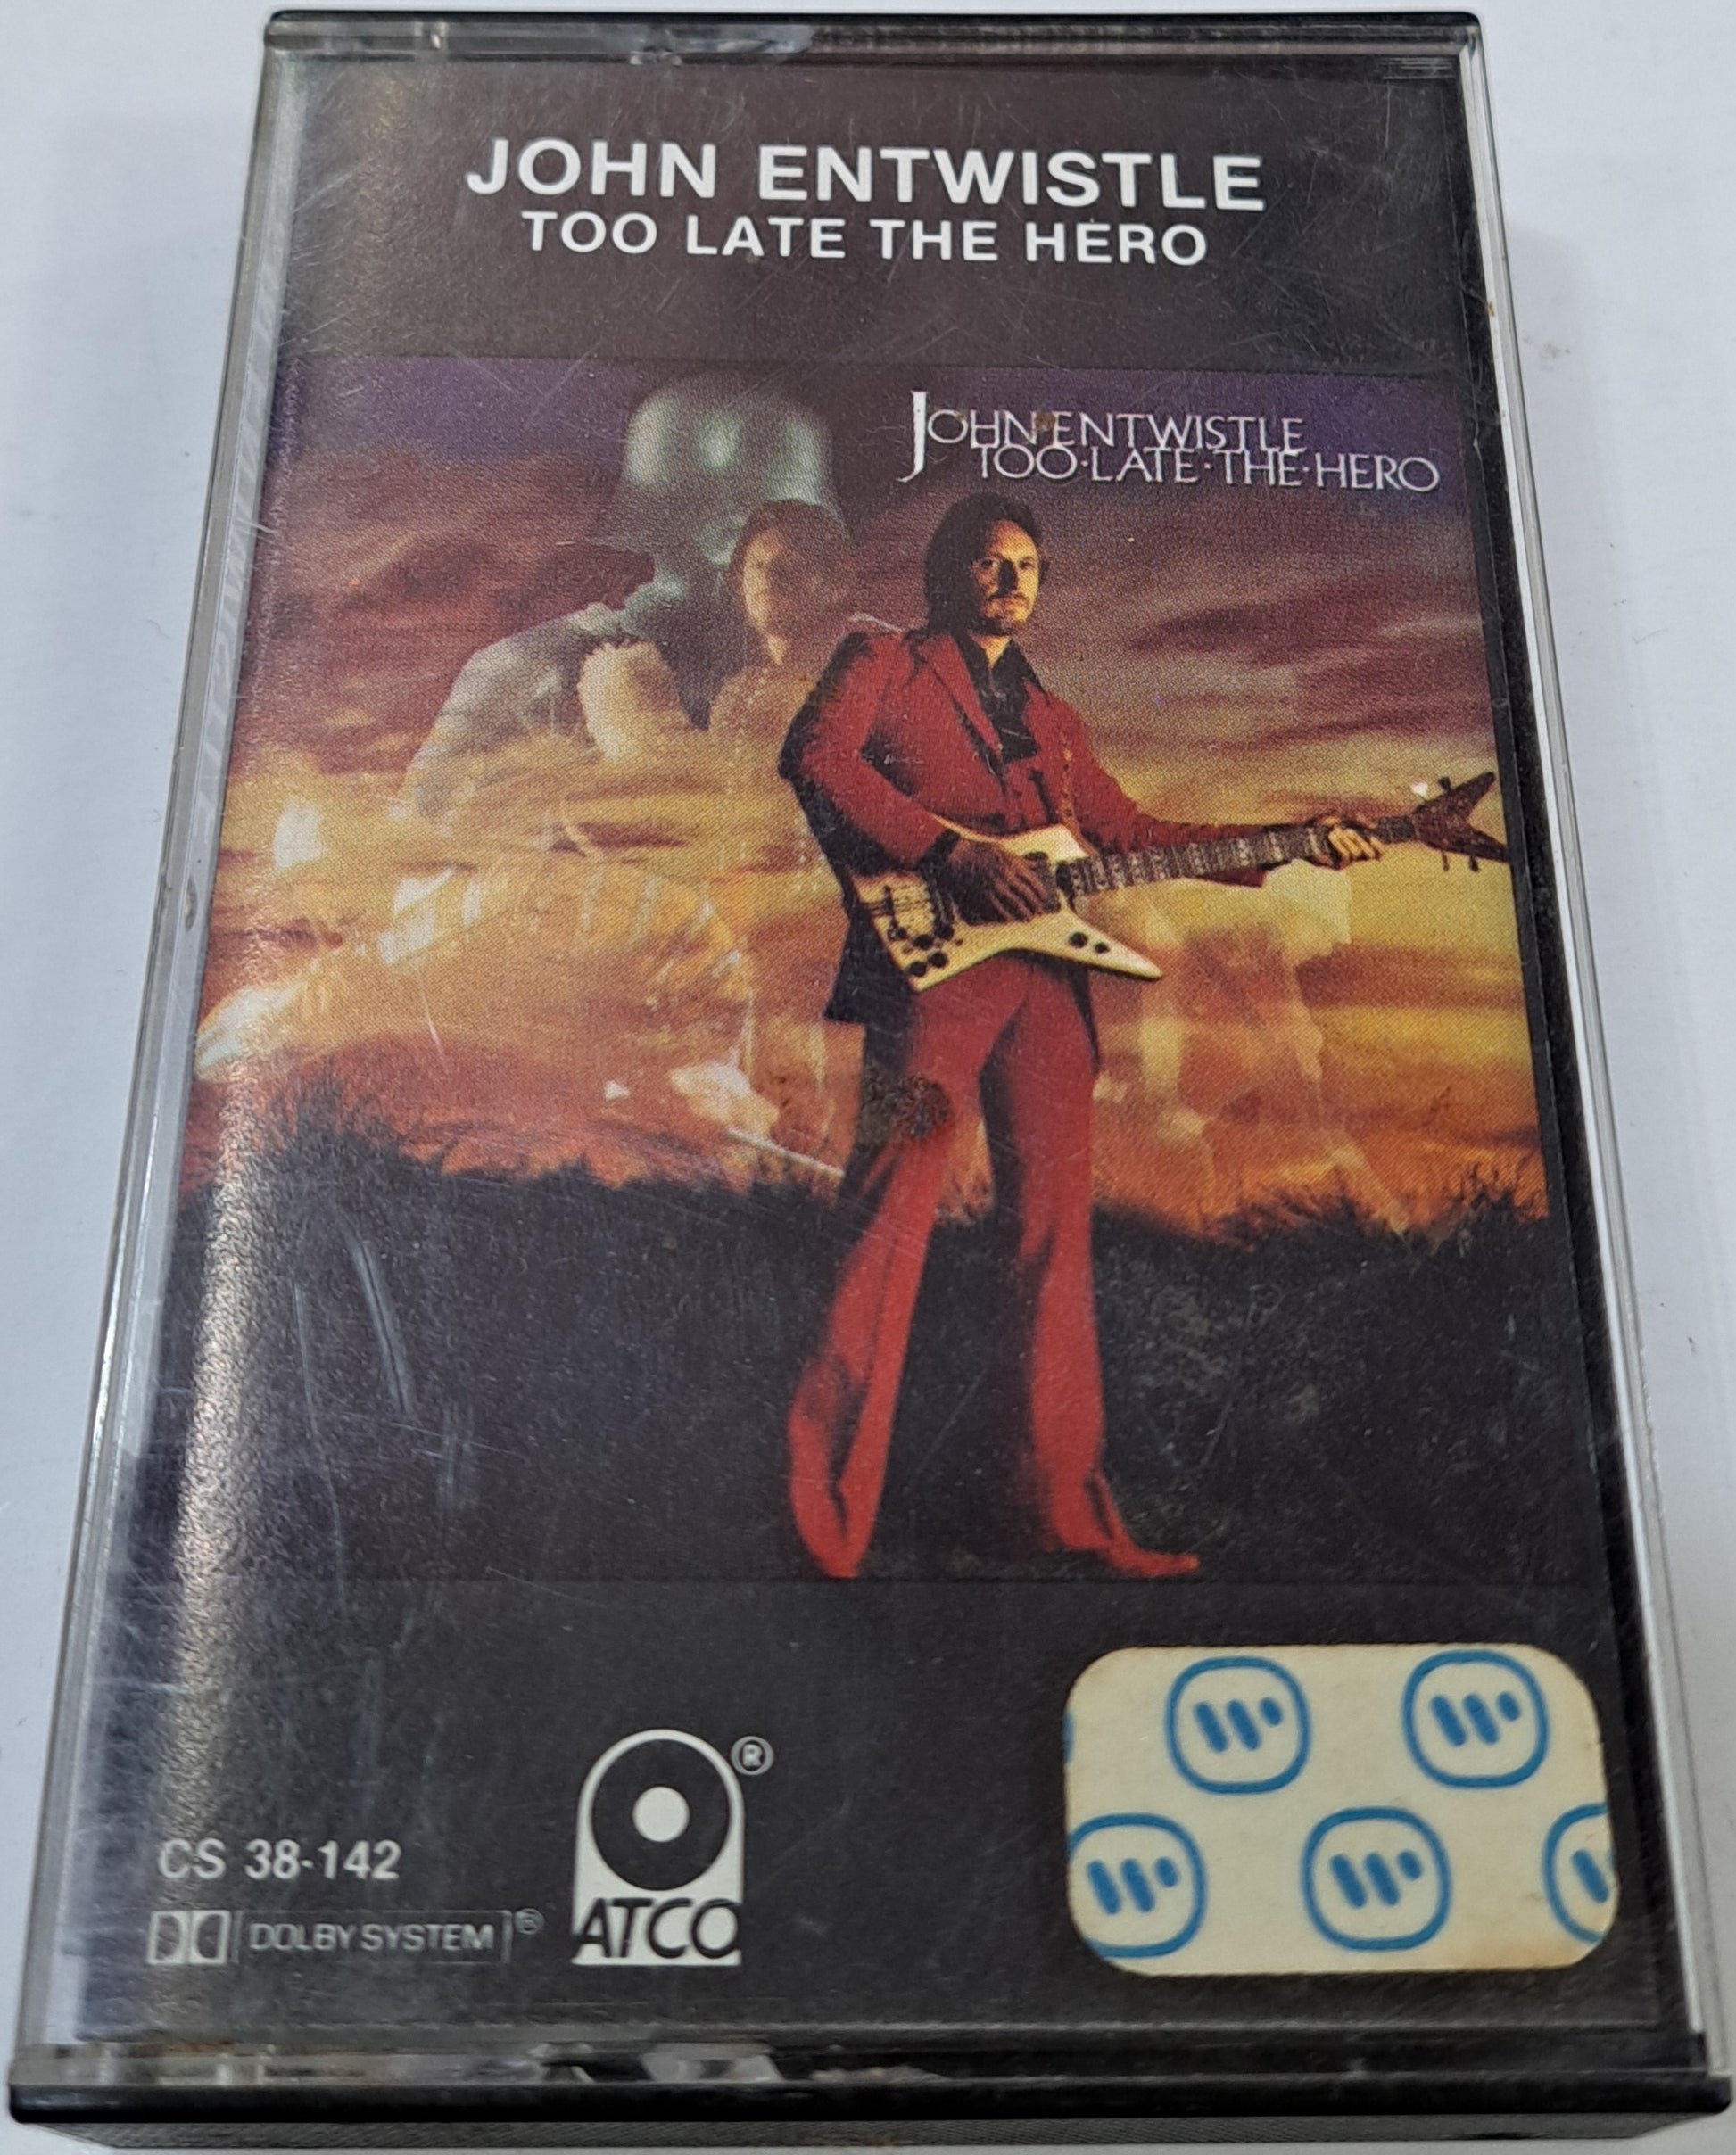 JOHN ENTWISTLE
TOO LATE THE HERO
JOHN ENTWISTLE
TOO·LATE·THE·HERO
CS 38-142
DOLBY SYSTEM®
®
ATCO